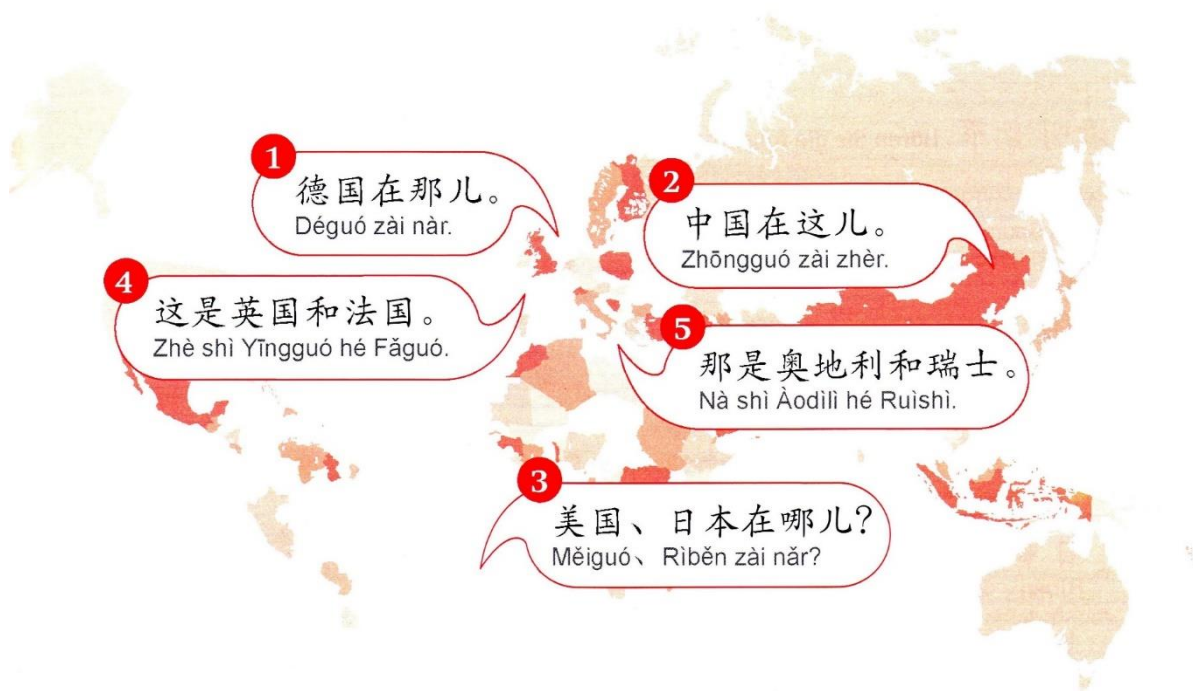 1
德国在那儿。
Déguó zài nàr.
2
中国在这儿。
Zhōngguó zài zhèr.
4
这是英国和法国。
Zhè shì Yīngguó hé Fǎguó.
5
那是奥地利和瑞士。
Nà shì Àodìlì hé Ruìshì.
3
美国、日本在哪儿?
Měiguó、Rìběn zài nǎr?